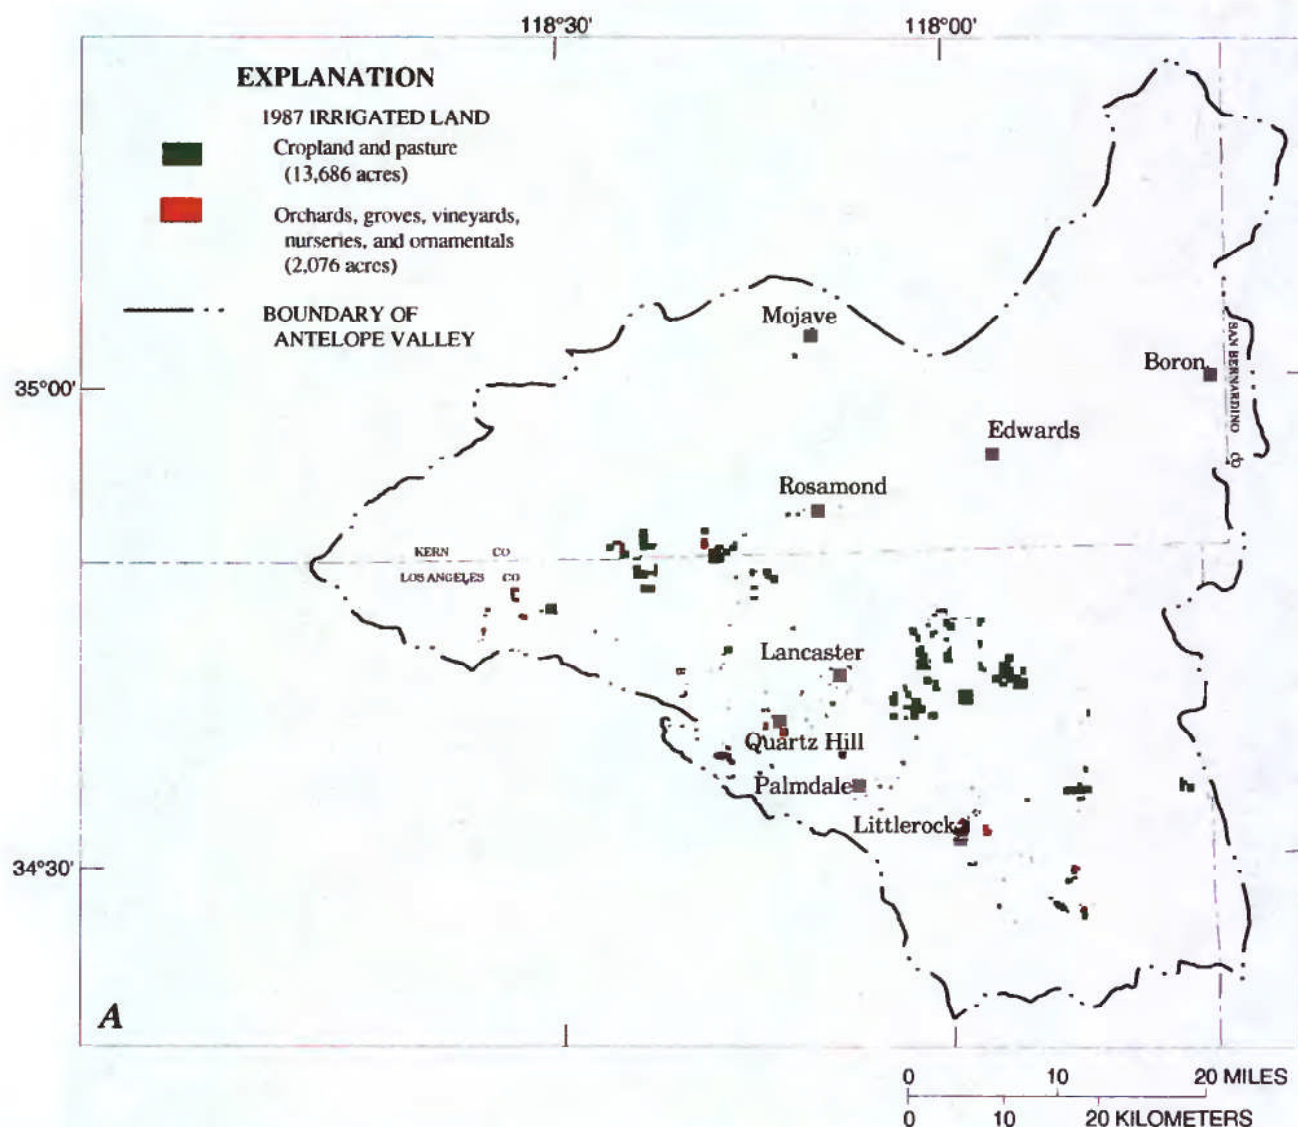 118°30'
118°00'
EXPLANATION
1987 IRRIGATED LAND
Cropland and pasture
(13,686 acres)
Orchards, groves, vineyards,
nurseries, and ornamentals
(2,076 acres)
BOUNDARY OF
ANTELOPE VALLEY
Mojave
Boron
35°00'
SAN BERNARDINO CO
Edwards
Rosamond
KERN CO
LOS ANGELES CO
Lancaster
Quartz Hill
Palmdale
Littlerock
34°30'
A
0 10 20 MILES
0 10 20 KILOMETERS